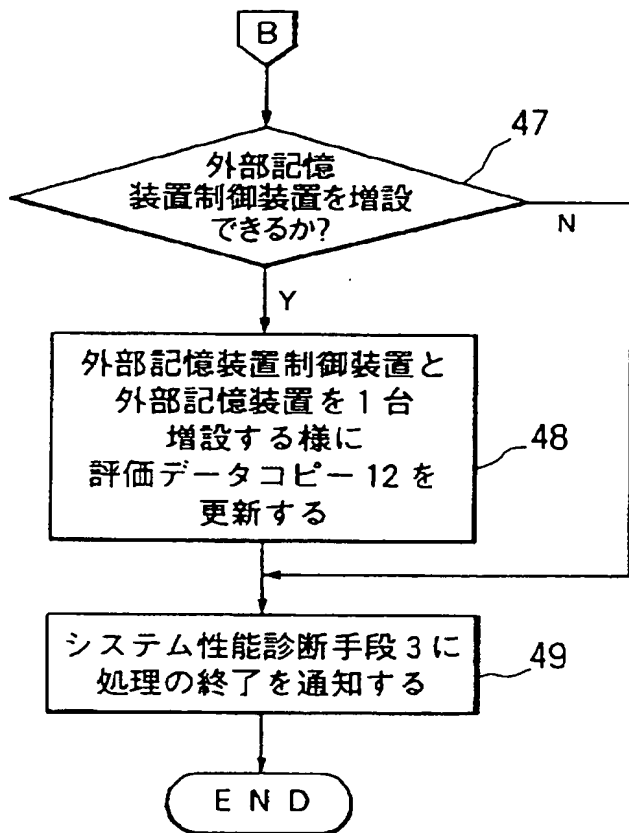 B
47
外部記憶
装置制御装置を増設
できるか?
N
Y
外部記憶装置制御装置と
外部記憶装置を1台
増設する様に
評価データコピー12を
更新する
48
システム性能診断手段3に
処理の終了を通知する
49
END